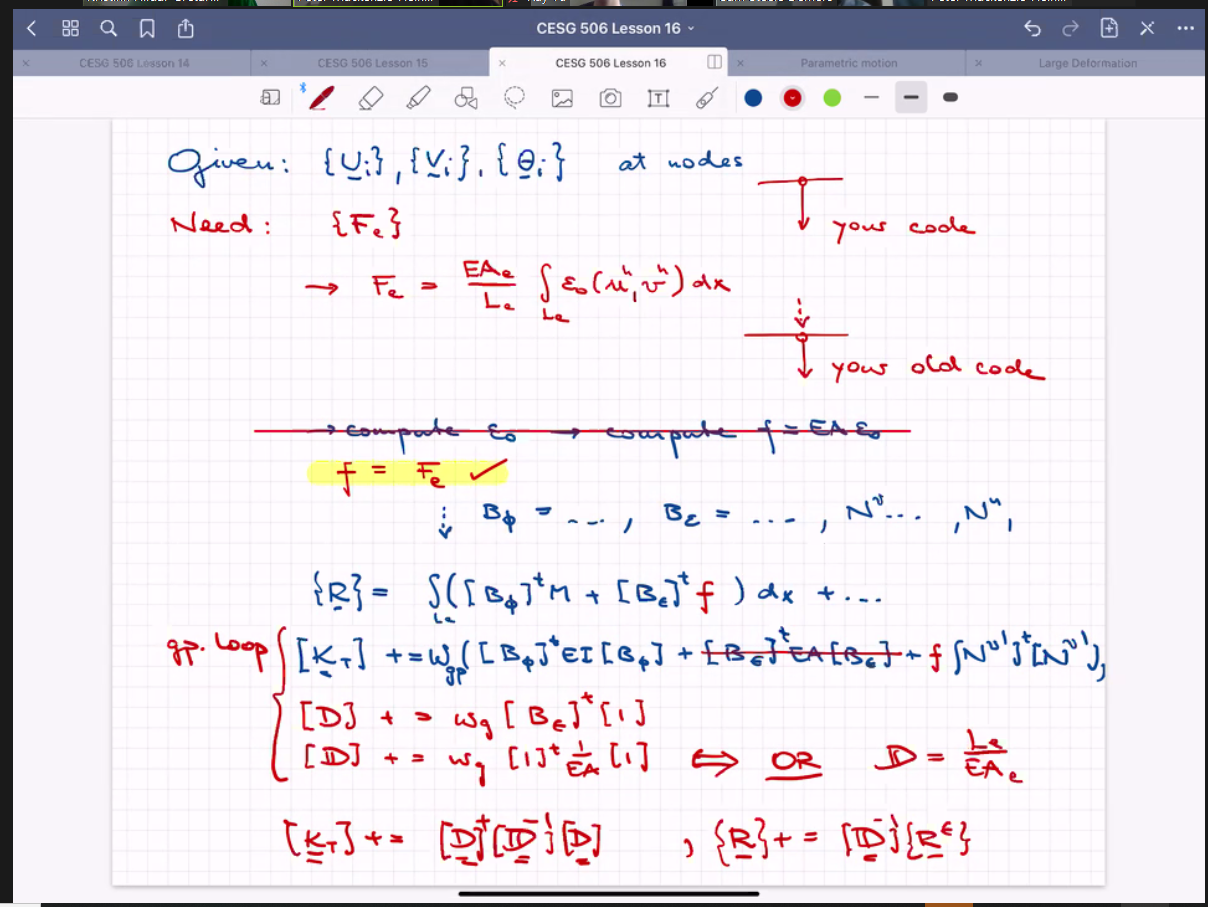 CESG 506 Lesson 16
CESG 506 Lesson 14
CESG 506 Lesson 15
CESG 506 Lesson 16
Parametric motion
Large Deformation
Given: {U_i}, {V_i}, {θ_i} at nodes
Need: {F_e}
your code
→ F_e = EA_e/L_e ∫_{L_e} ε_0(u^h, v^h) dx
your old code
→ compute ε_0 → compute f = EA ε_0
f = F_e ✓
B_ϕ = ..., B_ε = ..., N^v..., N^u,
{R} = ∫_{L_e} ([B_ϕ]^t M + [B_ε]^t f) dx + ...
gp. loop
[K_T] += w_gp ([B_ϕ]^t EI [B_ϕ] + [B_ε]^t EA [B_ε] + f [N^v']^t [N^v'],
[D] += w_g [B_ε]^t [1]
[𝔻] += w_g [1]^t 1/EA [1] ⟺ OR 𝔻 = L_e/EA_e
[K_T] += [D]^t [𝔻^-1] [D] , {R} += [𝔻^-1] {R^ε}